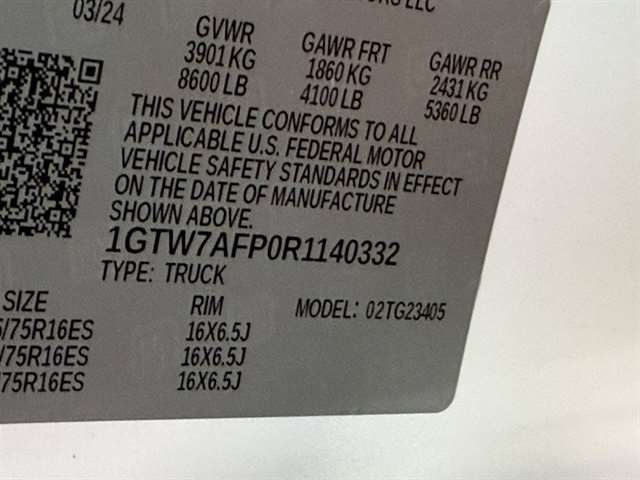 LLC
03/24
GVWR GAWR FRT GAWR RR
3901 KG 1860 KG 2431 KG
8600 LB 4100 LB 5360 LB
THIS VEHICLE CONFORMS TO ALL
APPLICABLE U.S. FEDERAL MOTOR
VEHICLE SAFETY STANDARDS IN EFFECT
ON THE DATE OF MANUFACTURE
SHOWN ABOVE.
1GTW7AFP0R1140332
TYPE: TRUCK
SIZE RIM MODEL: 02TG23405
/75R16ES 16X6.5J
/75R16ES 16X6.5J
/75R16ES 16X6.5J